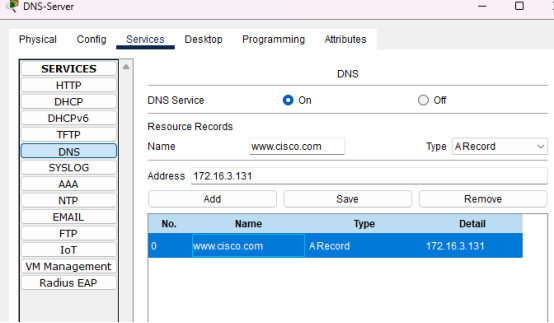 DNS-Server
Physical Config Services Desktop Programming Attributes
SERVICES
HTTP
DHCP
DHCPv6
TFTP
DNS
SYSLOG
AAA
NTP
EMAIL
FTP
IoT
VM Management
Radius EAP
DNS
DNS Service On Off
Resource Records
Name www.cisco.com Type A Record
Address 172.16.3.131
Add Save Remove
No. Name Type Detail
0 www.cisco.com A Record 172.16.3.131